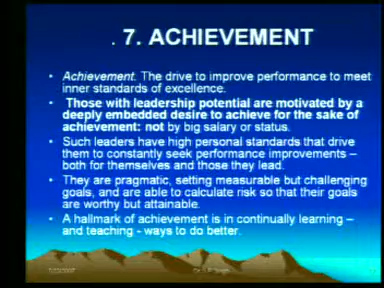 . 7. ACHIEVEMENT
• Achievement. The drive to improve performance to meet
inner standards of excellence.
• Those with leadership potential are motivated by a
deeply embedded desire to achieve for the sake of
achievement: not by big salary or status.
• Such leaders have high personal standards that drive
them to constantly seek performance improvements –
both for themselves and those they lead.
• They are pragmatic, setting measurable but challenging
goals, and are able to calculate risk so that their goals
are worthy but attainable.
• A hallmark of achievement is in continually learning –
and teaching - ways to do better.